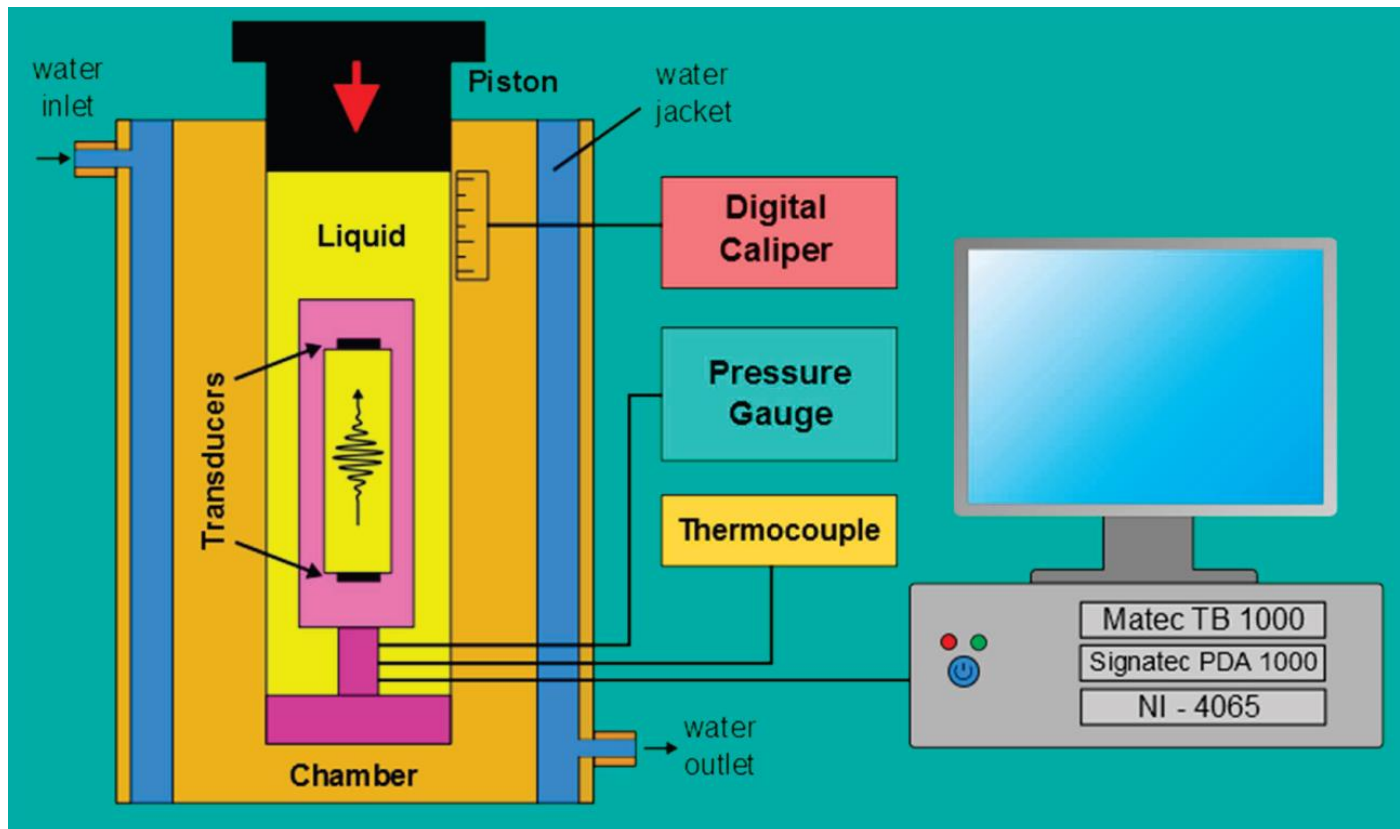 water
inlet
Piston
water
jacket
Liquid
Digital
Caliper
Pressure
Gauge
Transducers
Thermocouple
Matec TB 1000
Signatec PDA 1000
NI - 4065
water
outlet
Chamber